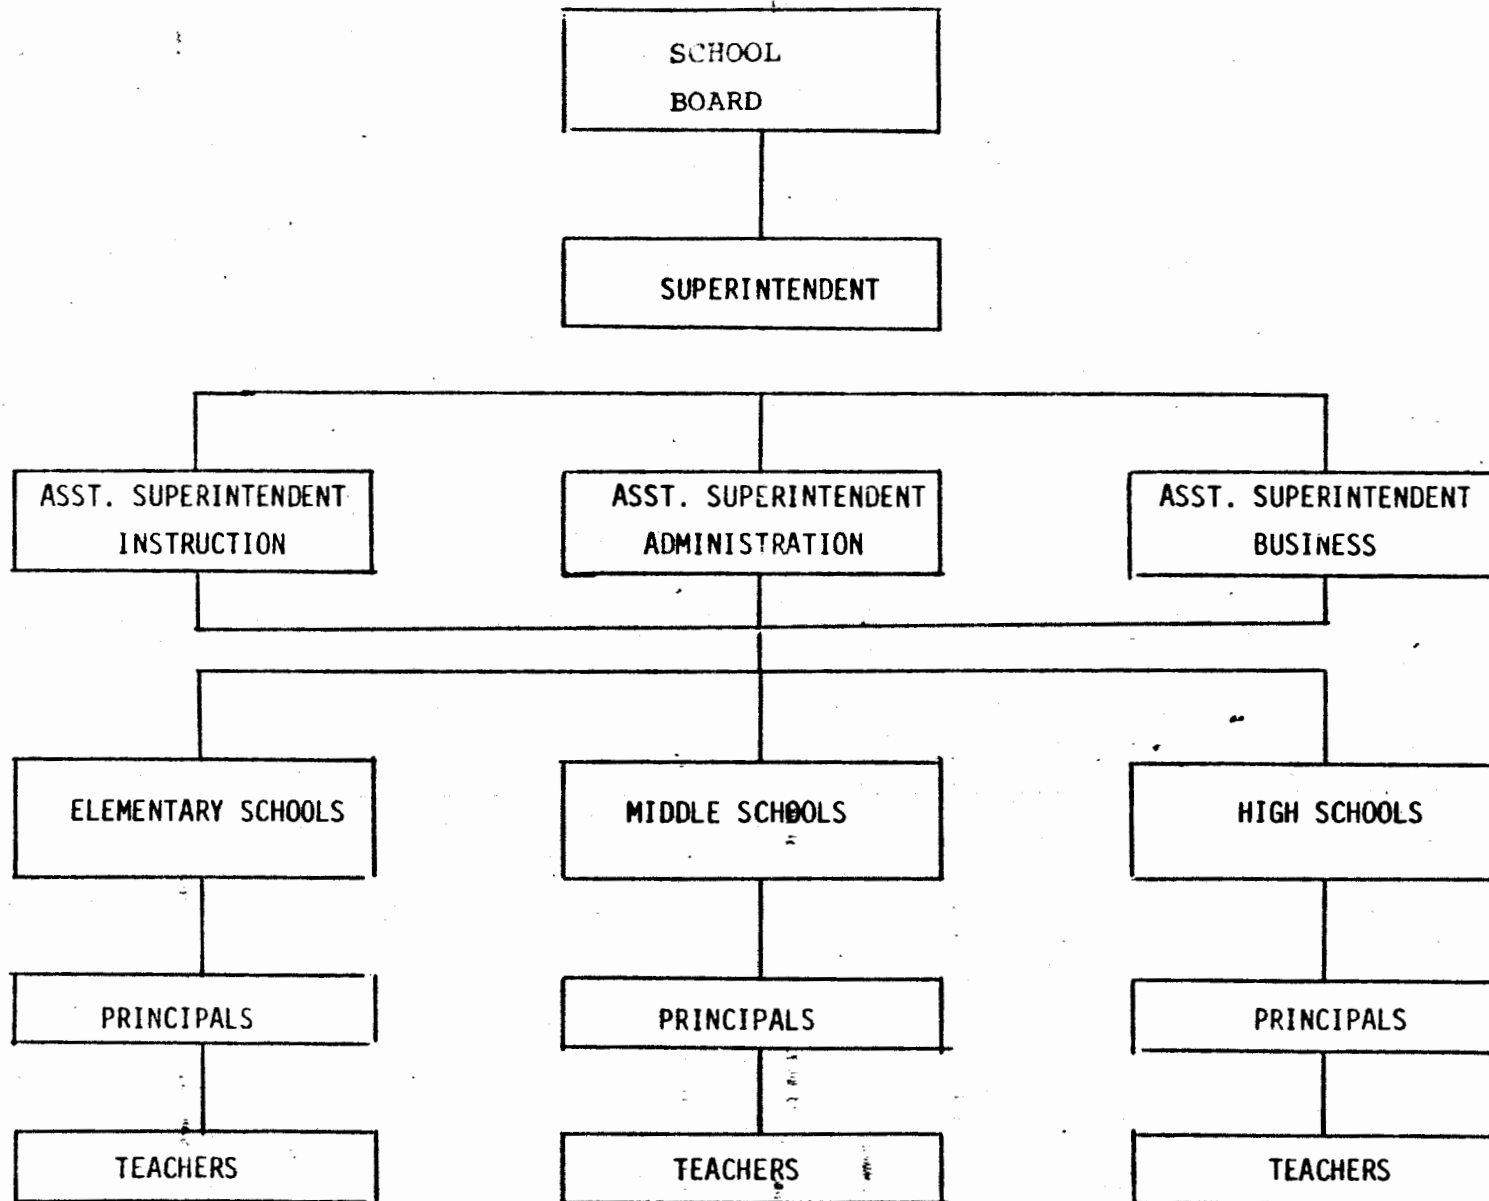 SCHOOL
BOARD
SUPERINTENDENT
ASST. SUPERINTENDENT
INSTRUCTION
ASST. SUPERINTENDENT
ADMINISTRATION
ASST. SUPERINTENDENT
BUSINESS
ELEMENTARY SCHOOLS
MIDDLE SCHOOLS
HIGH SCHOOLS
PRINCIPALS
PRINCIPALS
PRINCIPALS
TEACHERS
TEACHERS
TEACHERS